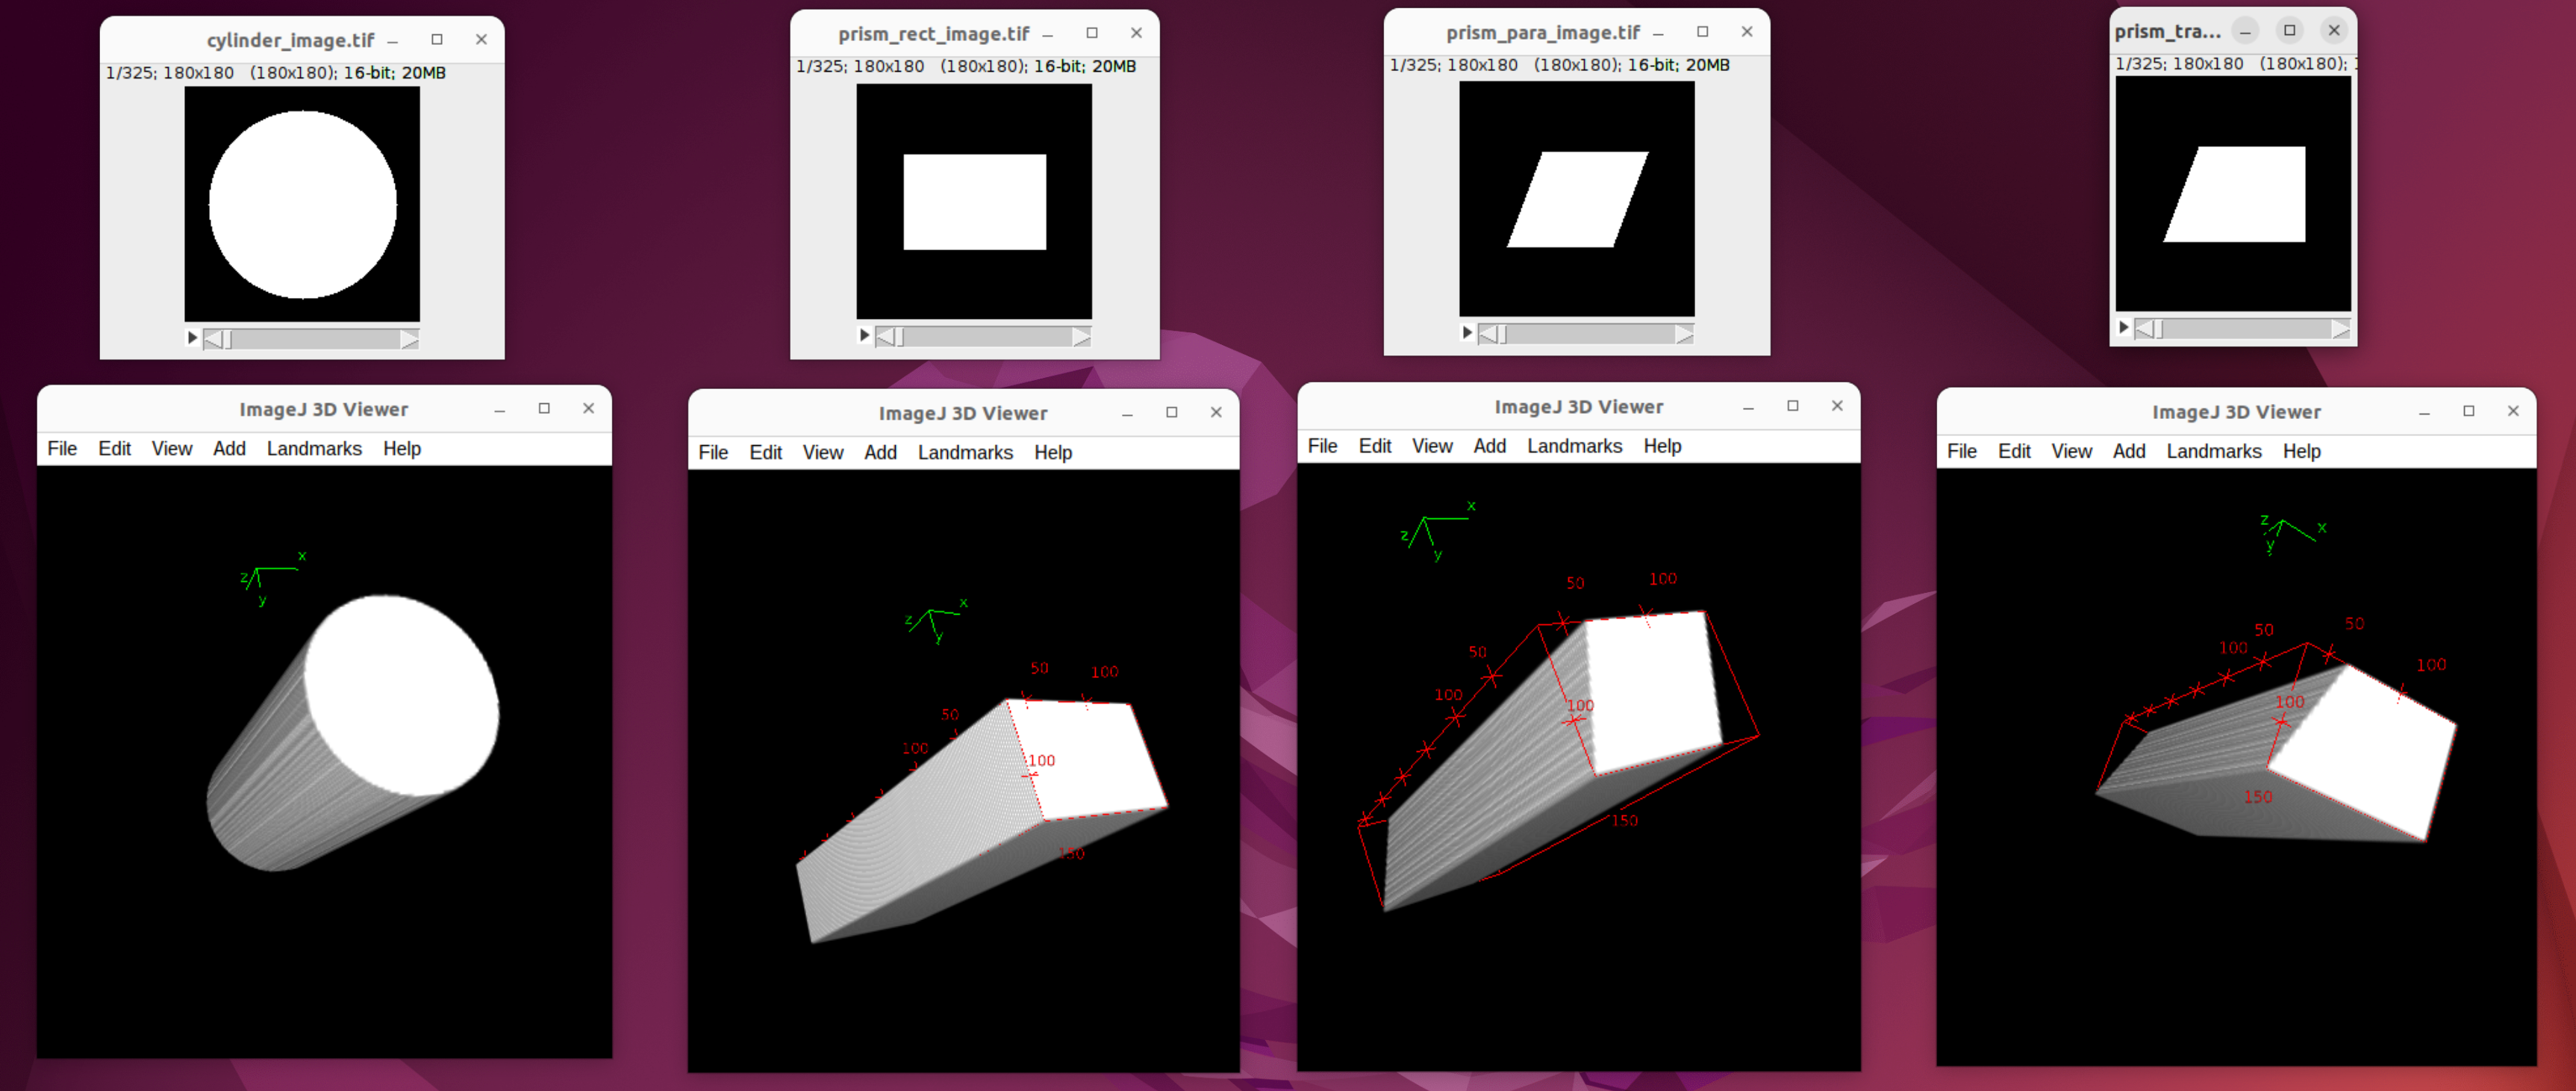 cylinder_image.tif
1/325; 180x180 (180x180); 16-bit; 20MB
prism_rect_image.tif
1/325; 180x180 (180x180); 16-bit; 20MB
prism_para_image.tif
1/325; 180x180 (180x180); 16-bit; 20MB
prism_tra...
1/325; 180x180 (180x180);
ImageJ 3D Viewer
File Edit View Add Landmarks Help
x
z
y
ImageJ 3D Viewer
File Edit View Add Landmarks Help
x
z
y
50 100
50
100
100
150
ImageJ 3D Viewer
File Edit View Add Landmarks Help
x
z
y
50 100
50
100
100
150
ImageJ 3D Viewer
File Edit View Add Landmarks Help
z
x
y
50
50
100
100
100
150